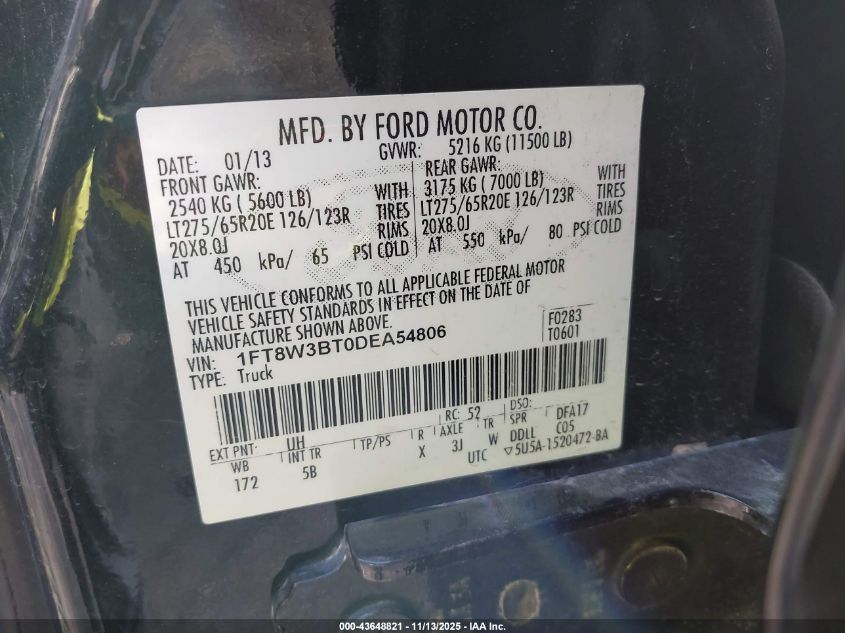 MFD. BY FORD MOTOR CO.
DATE: 01/13 GVWR: 5216 KG (11500 LB)
FRONT GAWR: REAR GAWR:
2540 KG ( 5600 LB) WITH 3175 KG ( 7000 LB) WITH
LT275/65R20E 126/123R TIRES LT275/65R20E 126/123R TIRES
20X8.0J RIMS 20X8.0J RIMS
AT 450 kPa/ 65 PSI COLD AT 550 kPa/ 80 PSI COLD
THIS VEHICLE CONFORMS TO ALL APPLICABLE FEDERAL MOTOR
VEHICLE SAFETY STANDARDS IN EFFECT ON THE DATE OF
MANUFACTURE SHOWN ABOVE.
VIN: 1FT8W3BT0DEA54806 F0283
TYPE: Truck T0601
EXT PNT: UH RC: 52 DSO:
WB INT TR TP/PS R AXLE TR SPR DFA17
172 5B X 3J W DDLL C05
UTC ▽5U5A-1520472-BA
000-43648821 - 11/13/2025 - IAA Inc.